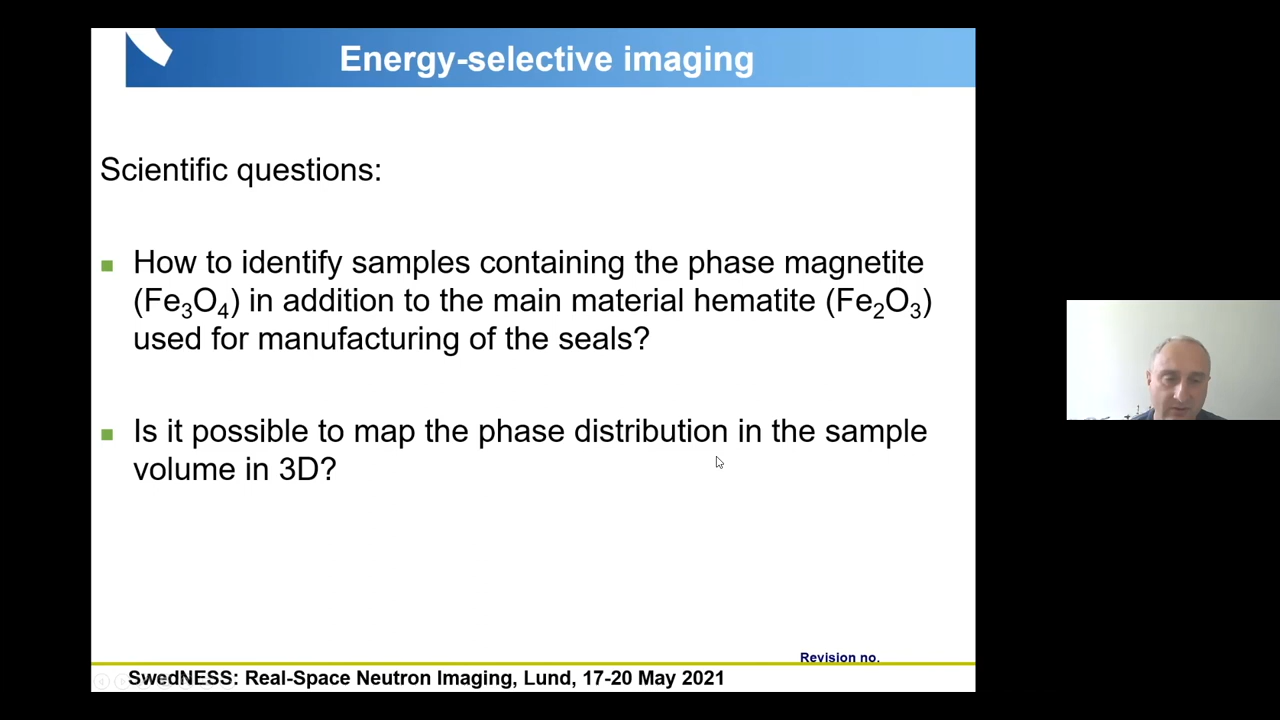 Energy-selective imaging
Scientific questions:
How to identify samples containing the phase magnetite
(Fe₃O₄) in addition to the main material hematite (Fe₂O₃)
used for manufacturing of the seals?
Is it possible to map the phase distribution in the sample
volume in 3D?
Revision no.
SwedNESS: Real-Space Neutron Imaging, Lund, 17-20 May 2021